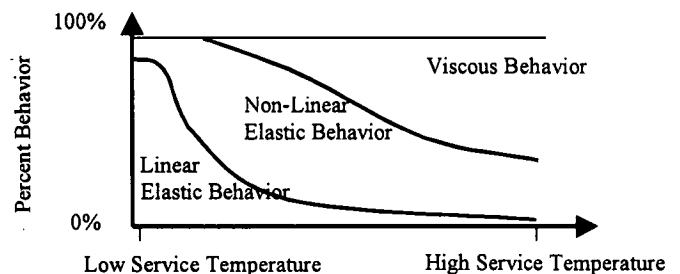 100%
Percent Behavior
Viscous Behavior
Non-Linear
Elastic Behavior
Linear
Elastic Behavior
0%
Low Service Temperature
High Service Temperature